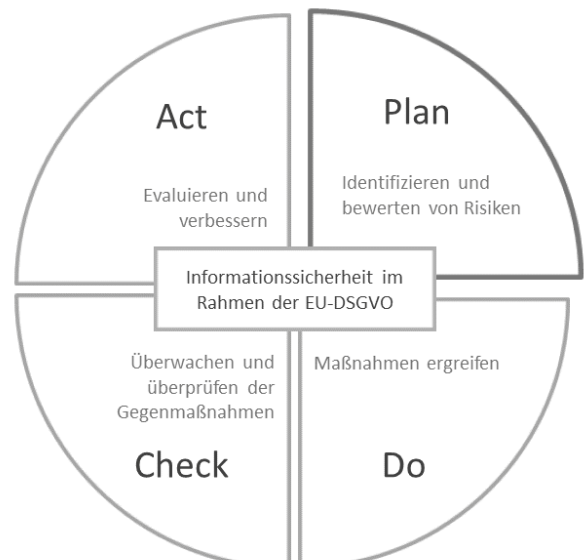 Act
Evaluieren und
verbessern
Plan
Identifizieren und
bewerten von Risiken
Informationssicherheit im
Rahmen der EU-DSGVO
Überwachen und
überprüfen der
Gegenmaßnahmen
Check
Maßnahmen ergreifen
Do